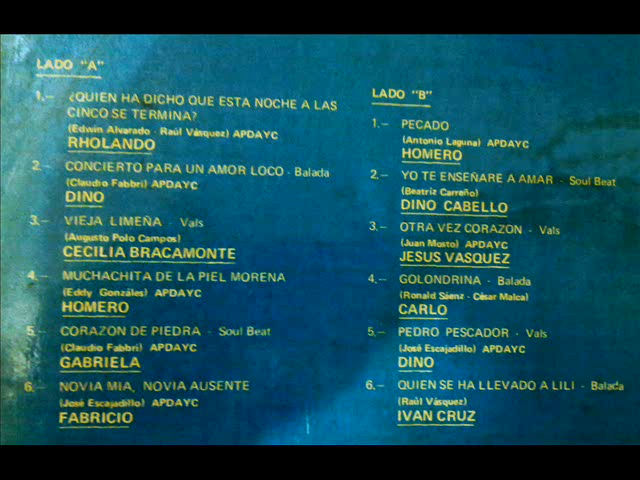 LADO "A"
1.- ¿QUIEN HA DICHO QUE ESTA NOCHE A LAS
CINCO SE TERMINA?
(Edwin Alvarado - Raúl Vásquez) APDAYC
RHOLANDO
2.- CONCIERTO PARA UN AMOR LOCO - Balada
(Claudio Fabbri) APDAYC
DINO
3.- VIEJA LIMEÑA - Vals
(Augusto Polo Campos)
CECILIA BRACAMONTE
4.- MUCHACHITA DE LA PIEL MORENA
(Eddy Gonzáles) APDAYC
HOMERO
5.- CORAZON DE PIEDRA - Soul Beat
(Claudio Fabbri) APDAYC
GABRIELA
6.- NOVIA MIA, NOVIA AUSENTE
(José Escajadillo) APDAYC
FABRICIO
LADO "B"
1.- PECADO
(Antonio Laguna) APDAYC
HOMERO
2.- YO TE ENSEÑARE A AMAR - Soul Beat
(Beatriz Carreño)
DINO CABELLO
3.- OTRA VEZ CORAZON - Vals
(Juan Mosto) APDAYC
JESUS VASQUEZ
4.- GOLONDRINA - Balada
(Ronald Sáenz - César Malca)
CARLO
5.- PEDRO PESCADOR - Vals
(José Escajadillo) APDAYC
DINO
6.- QUIEN SE HA LLEVADO A LILI - Balada
(Raúl Vásquez)
IVAN CRUZ